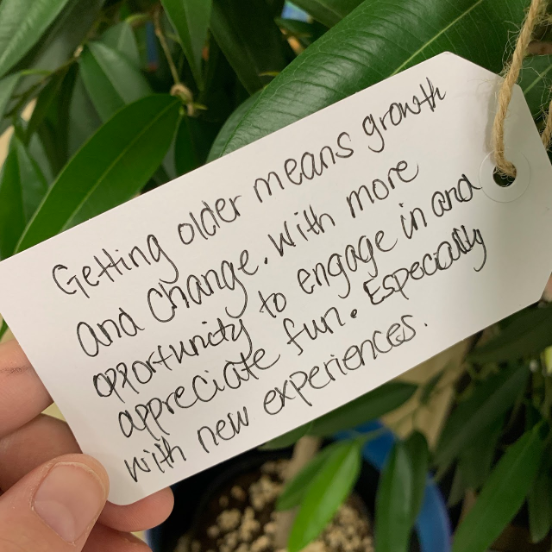 Getting older means growth
and change. With more
opportunity to engage in and
appreciate fun. Especially
with new experiences.